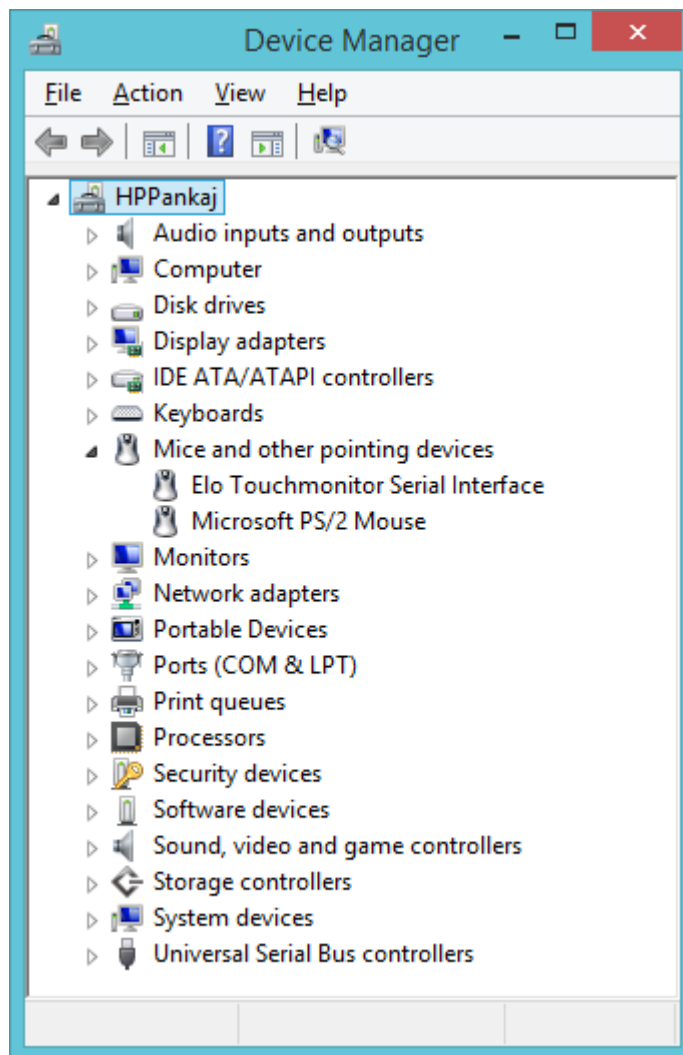 Device Manager
File Action View Help
HPPankaj
Audio inputs and outputs
Computer
Disk drives
Display adapters
IDE ATA/ATAPI controllers
Keyboards
Mice and other pointing devices
Elo Touchmonitor Serial Interface
Microsoft PS/2 Mouse
Monitors
Network adapters
Portable Devices
Ports (COM & LPT)
Print queues
Processors
Security devices
Software devices
Sound, video and game controllers
Storage controllers
System devices
Universal Serial Bus controllers